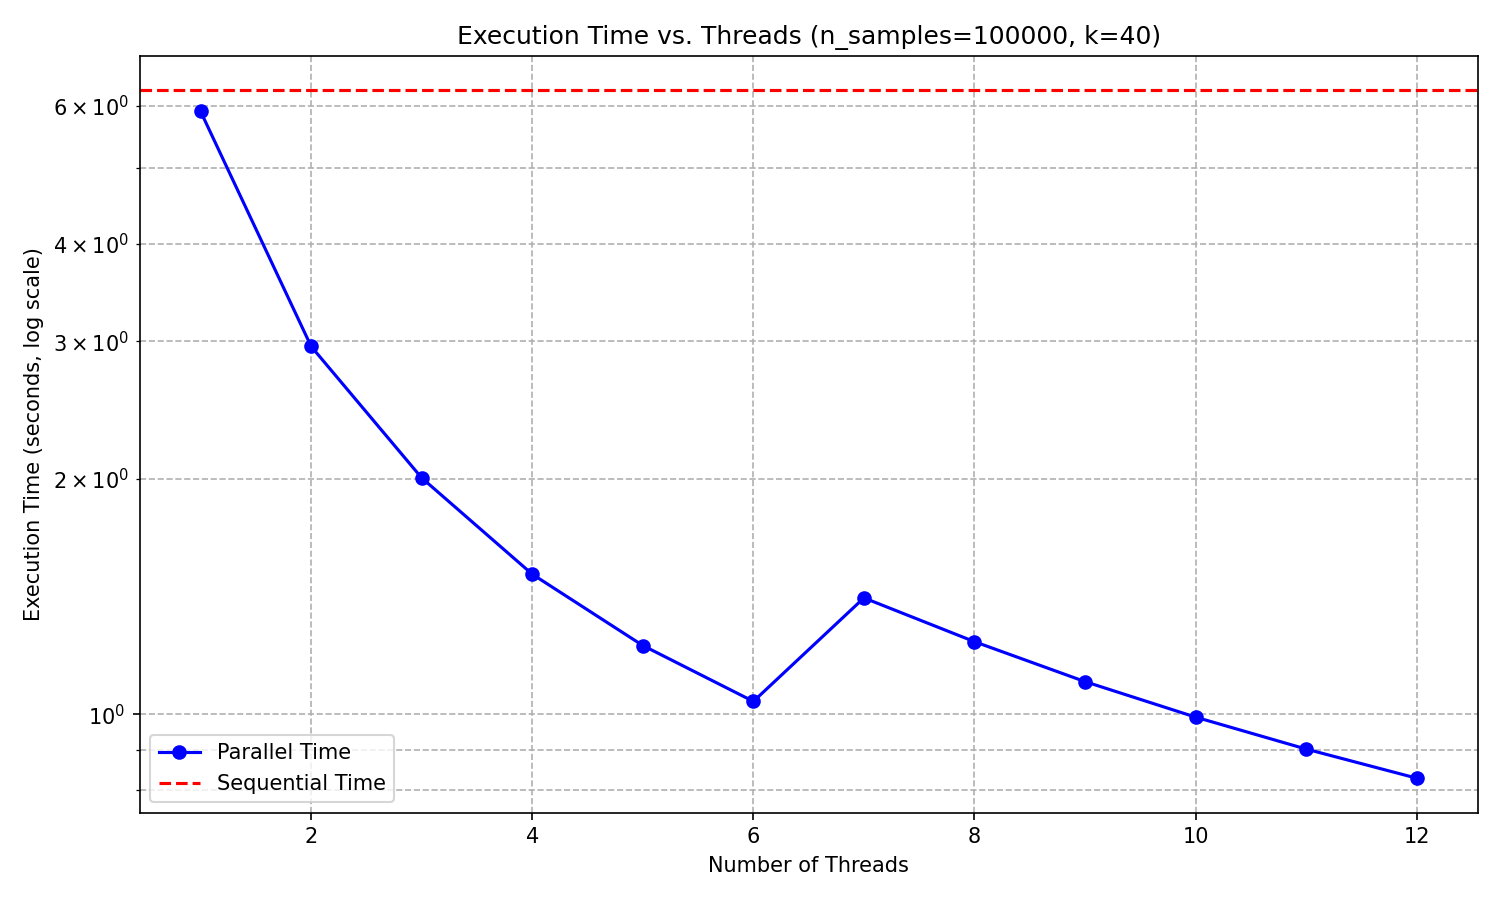 Execution Time vs. Threads (n_samples=100000, k=40)
Execution Time (seconds, log scale)
6 × 10⁰
4 × 10⁰
3 × 10⁰
2 × 10⁰
10⁰
Parallel Time
Sequential Time
2 4 6 8 10 12
Number of Threads